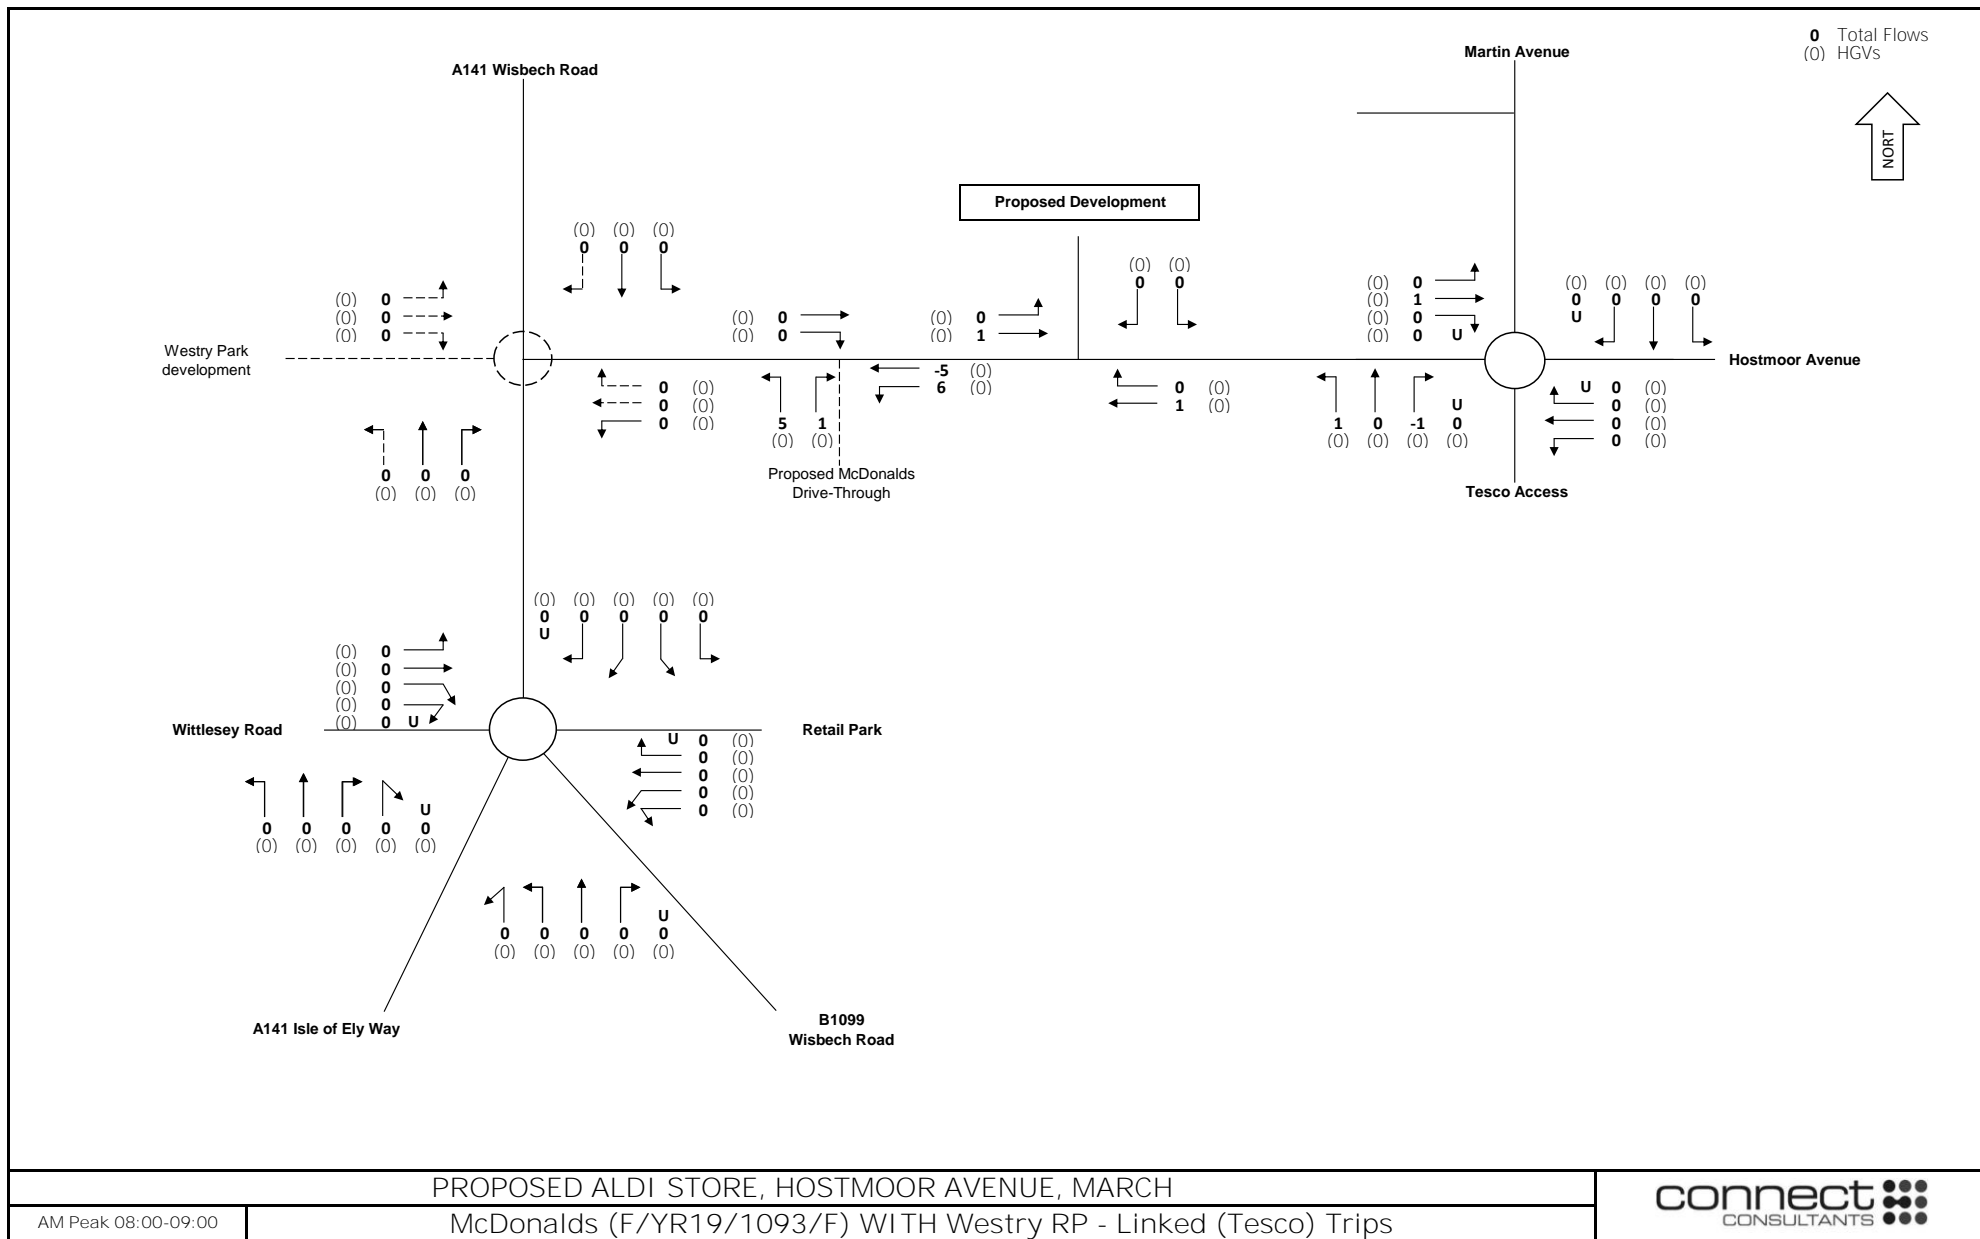 0 Total Flows
(0) HGVs
NORT
A141 Wisbech Road
Martin Avenue
Proposed Development
(0) (0) (0)
0 0 0
(0) 0
(0) 0
(0) 0
Westry Park
development
(0) 0
(0) 0
(0) 0
(0) 1
(0) (0)
0 0
(0) 0
(0) 1
(0) 0
(0) 0 U
(0) (0) (0) (0)
0 0 0 0
U
Hostmoor Avenue
0 (0)
0 (0)
0 (0)
5 1
(0) (0)
-5 (0)
6 (0)
0 (0)
1 (0)
U
1 0 -1 0
(0) (0) (0) (0)
U 0 (0)
0 (0)
0 (0)
0 (0)
0 0 0
(0) (0) (0)
Proposed McDonalds
Drive-Through
Tesco Access
(0) (0) (0) (0) (0)
0 0 0 0 0
U
(0) 0
(0) 0
(0) 0
(0) 0
(0) 0 U
Wittlesey Road
Retail Park
U 0 (0)
0 (0)
0 (0)
0 (0)
0 (0)
U
0 0 0 0 0
(0) (0) (0) (0) (0)
U
0 0 0 0 0
(0) (0) (0) (0) (0)
A141 Isle of Ely Way
B1099
Wisbech Road
PROPOSED ALDI STORE, HOSTMOOR AVENUE, MARCH
AM Peak 08:00-09:00
McDonalds (F/YR19/1093/F) WITH Westry RP - Linked (Tesco) Trips
connect
CONSULTANTS